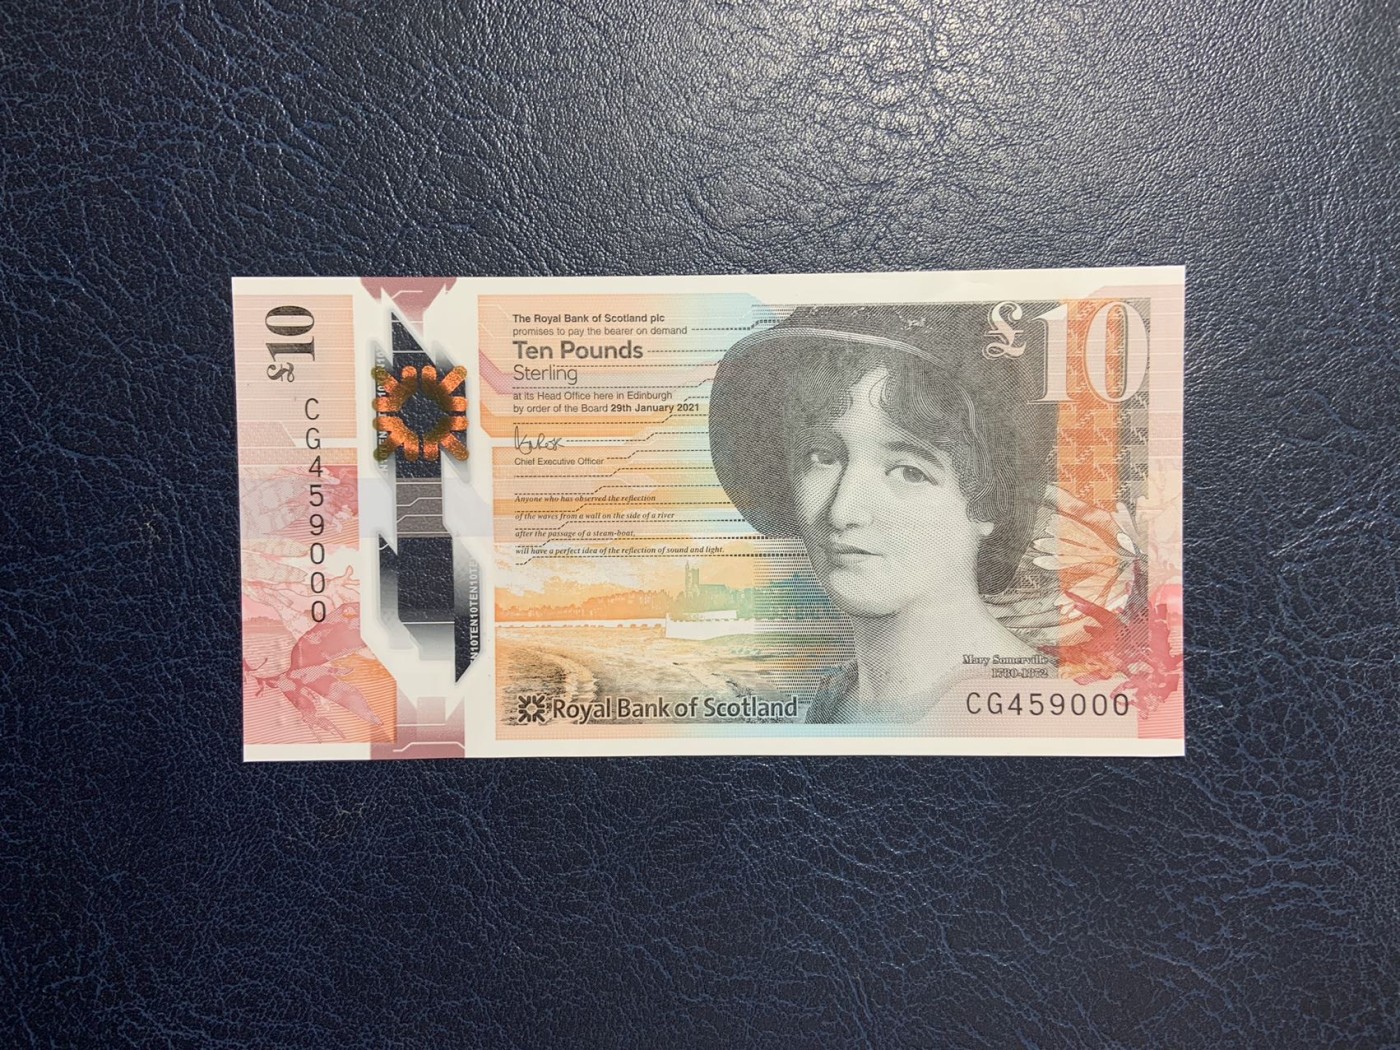 £10
CG459000
The Royal Bank of Scotland plc
promises to pay the bearer on demand
Ten Pounds
Sterling
at its Head Office here in Edinburgh
by order of the Board 29th January 2021
Chief Executive Officer
Anyone who has observed the reflection
of the waves from a wall on the side of a river
after the passage of a steam-boat,
will have a perfect idea of the reflection of sound and light.
Royal Bank of Scotland
£10
Mary Somerville
1780-1872
CG459000
N10TEN10TEN10TEN10